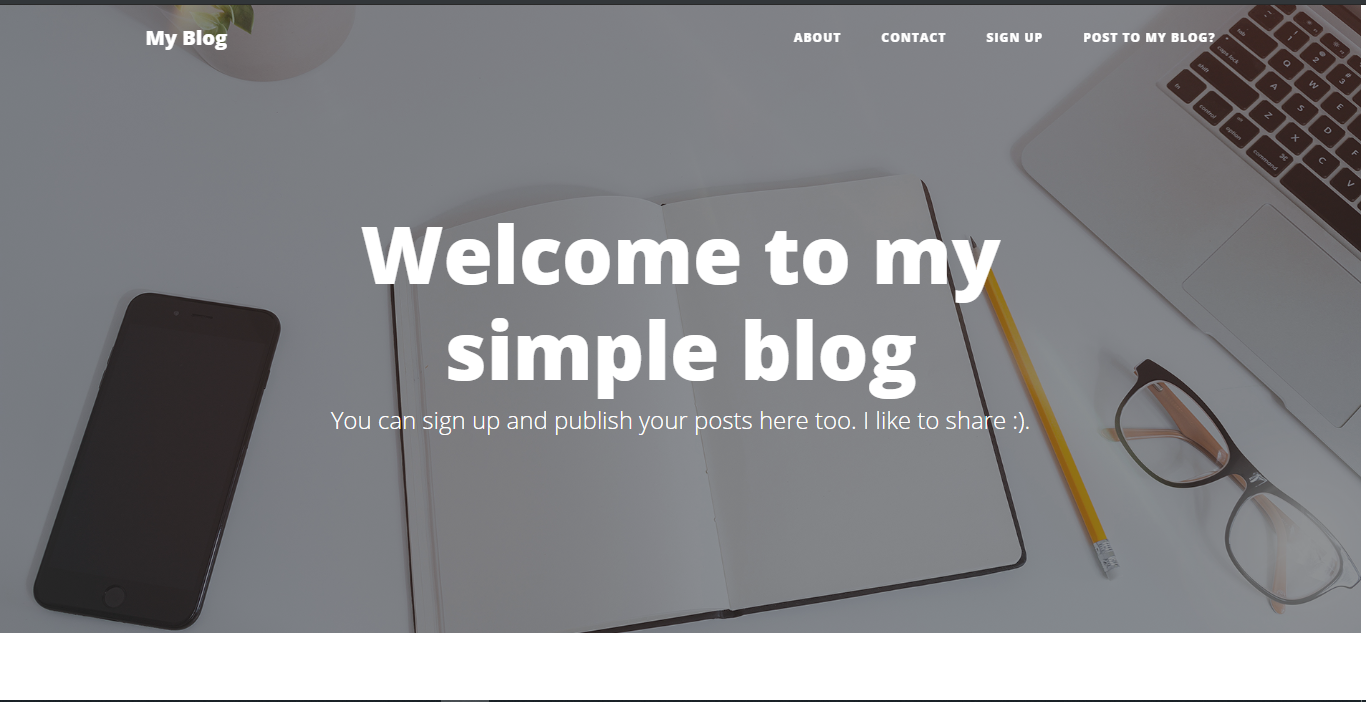 My Blog
ABOUT CONTACT SIGN UP POST TO MY BLOG?
Welcome to my
simple blog
You can sign up and publish your posts here too. I like to share :).